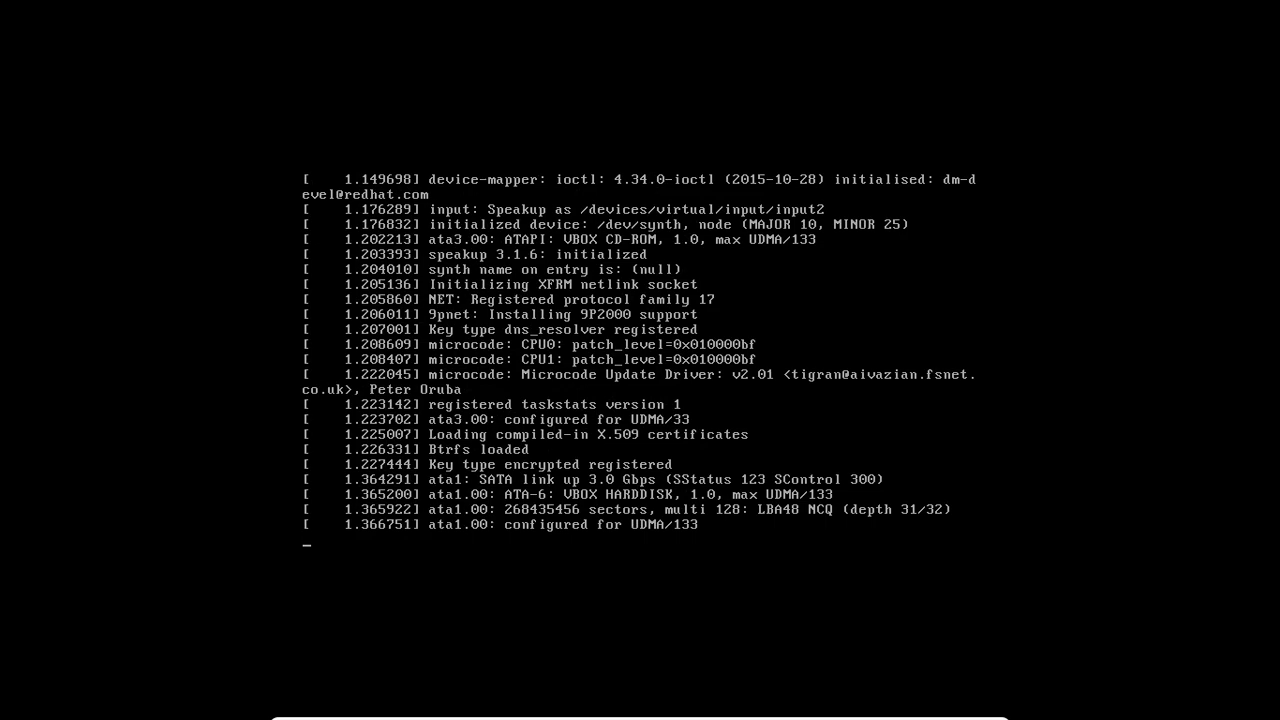 [    1.149698] device-mapper: ioctl: 4.34.0-ioctl (2015-10-28) initialised: dm-d
evel@redhat.com
[    1.176289] input: Speakup as /devices/virtual/input/input2
[    1.176832] initialized device: /dev/synth, node (MAJOR 10, MINOR 25)
[    1.202213] ata3.00: ATAPI: VBOX CD-ROM, 1.0, max UDMA/133
[    1.203393] speakup 3.1.6: initialized
[    1.204010] synth name on entry is: (null)
[    1.205136] Initializing XFRM netlink socket
[    1.205860] NET: Registered protocol family 17
[    1.206011] 9pnet: Installing 9P2000 support
[    1.207001] Key type dns_resolver registered
[    1.208609] microcode: CPU0: patch_level=0x010000bf
[    1.208407] microcode: CPU1: patch_level=0x010000bf
[    1.222045] microcode: Microcode Update Driver: v2.01 <tigran@aivazian.fsnet.
co.uk>, Peter Oruba
[    1.223142] registered taskstats version 1
[    1.223702] ata3.00: configured for UDMA/33
[    1.225007] Loading compiled-in X.509 certificates
[    1.226331] Btrfs loaded
[    1.227444] Key type encrypted registered
[    1.364291] ata1: SATA link up 3.0 Gbps (SStatus 123 SControl 300)
[    1.365200] ata1.00: ATA-6: VBOX HARDDISK, 1.0, max UDMA/133
[    1.365922] ata1.00: 268435456 sectors, multi 128: LBA48 NCQ (depth 31/32)
[    1.366751] ata1.00: configured for UDMA/133